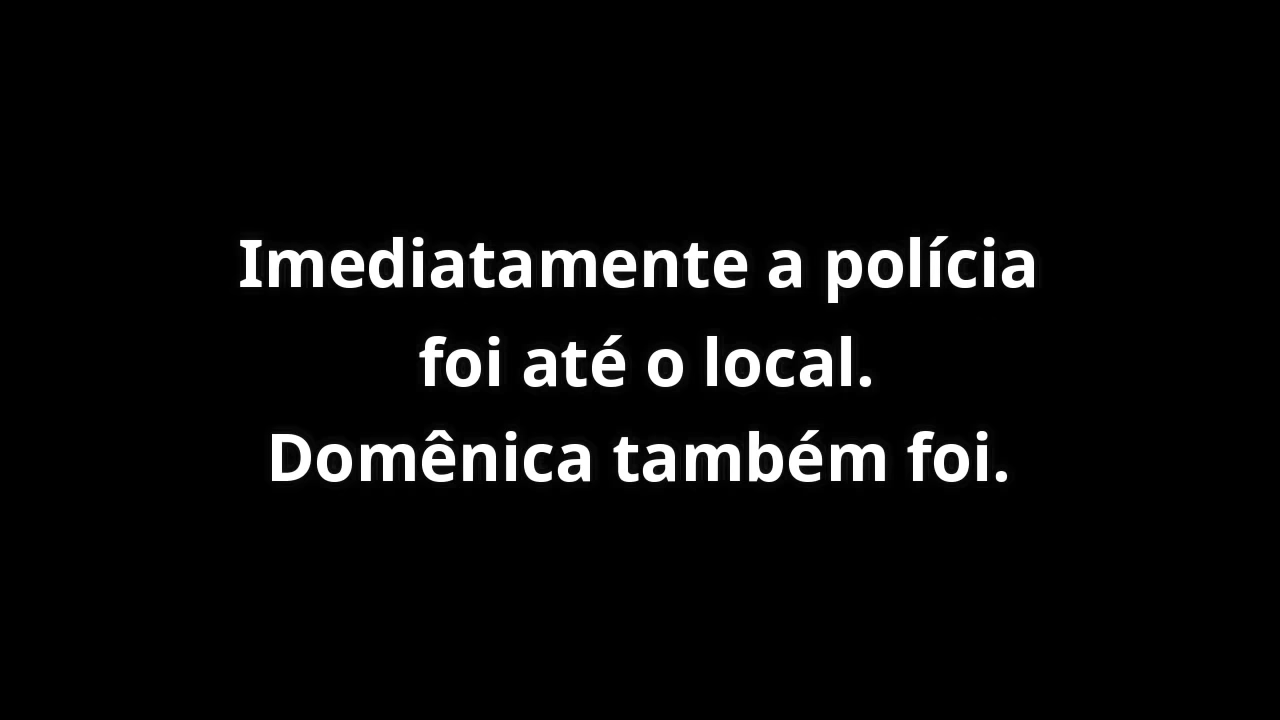 Imediatamente a polícia
foi até o local.
Domênica também foi.